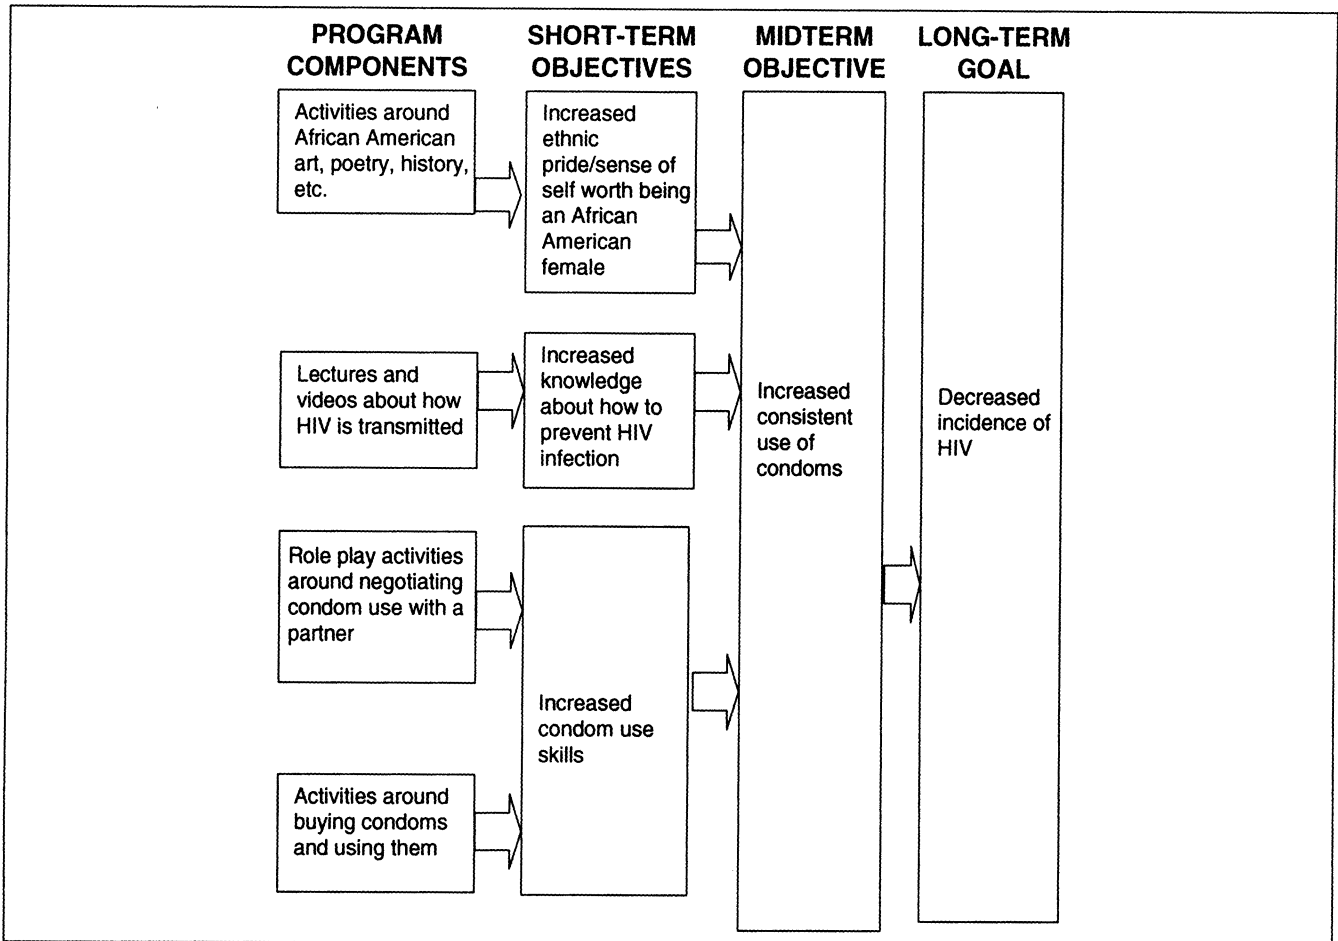 PROGRAM
COMPONENTS
SHORT-TERM
OBJECTIVES
MIDTERM
OBJECTIVE
LONG-TERM
GOAL
Activities around
African American
art, poetry, history,
etc.
Increased
ethnic
pride/sense of
self worth being
an African
American
female
Lectures and
videos about how
HIV is transmitted
Increased
knowledge
about how to
prevent HIV
infection
Role play activities
around negotiating
condom use with a
partner
Activities around
buying condoms
and using them
Increased
condom use
skills
Increased
consistent
use of
condoms
Decreased
incidence of
HIV